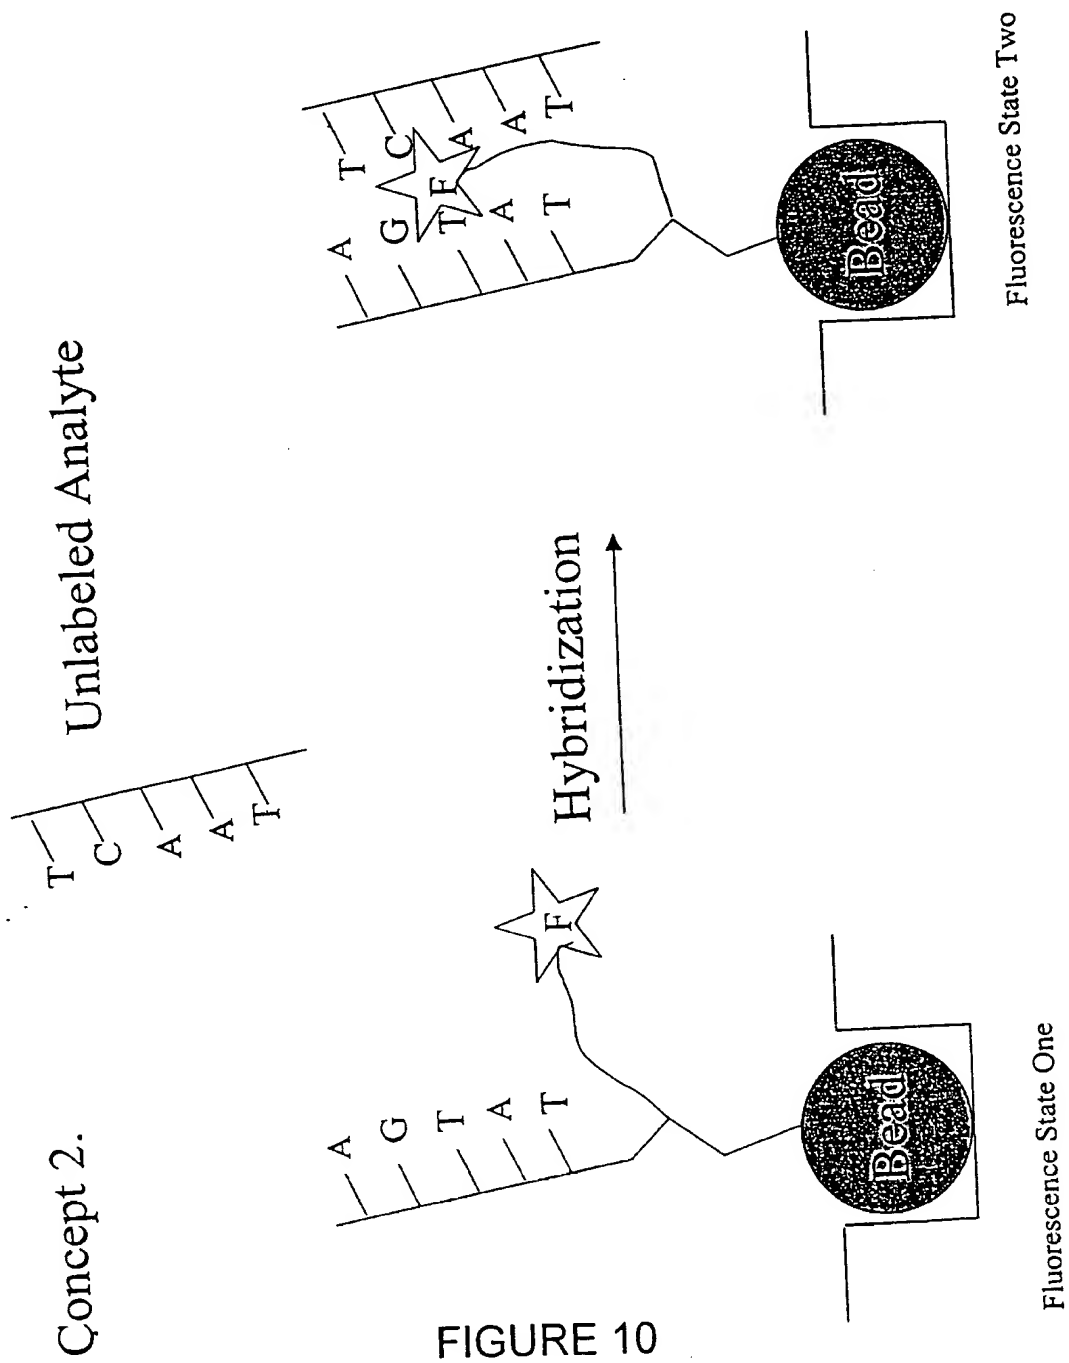 Concept 2.
T
C
A
A
T
Unlabeled Analyte
A
G
T
A
T
F
Bead
Fluorescence State One
Hybridization
A T
G C
T F A
A A
T T
Bead
Fluorescence State Two
FIGURE 10